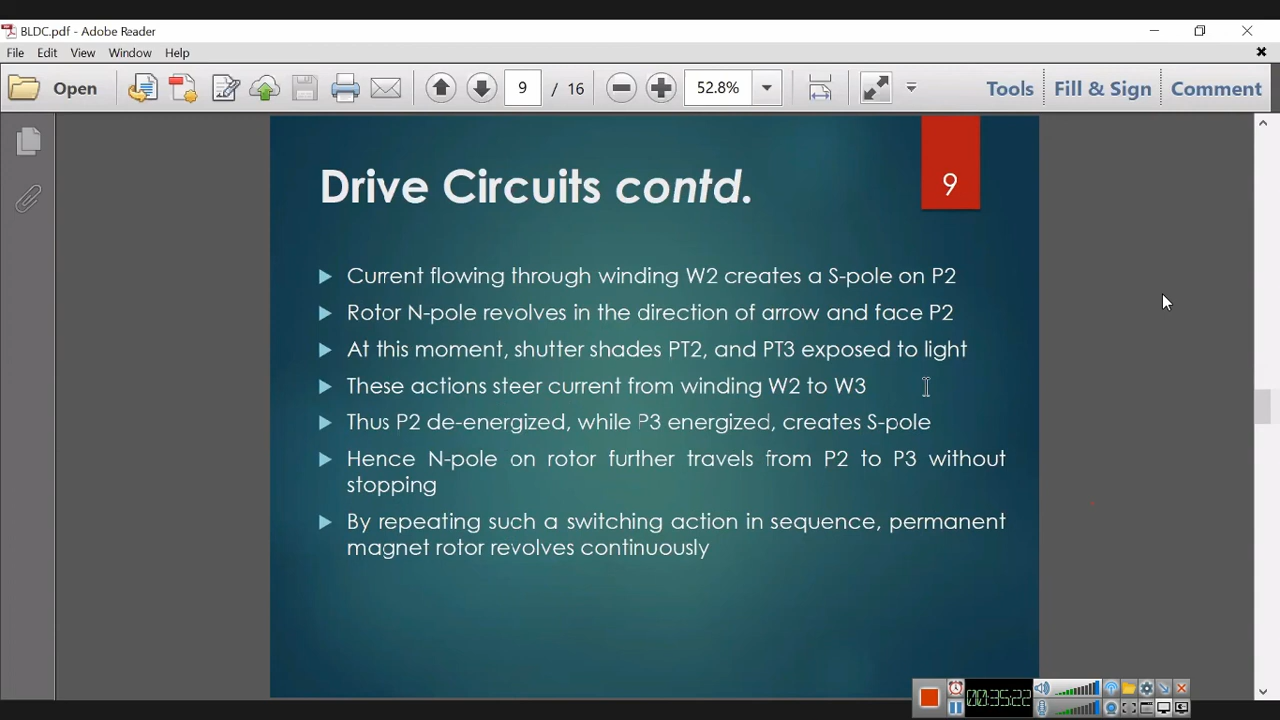 BLDC.pdf - Adobe Reader
File Edit View Window Help
Open 9 / 16 52.8% Tools Fill & Sign Comment
Drive Circuits contd.
9
Current flowing through winding W2 creates a S-pole on P2
Rotor N-pole revolves in the direction of arrow and face P2
At this moment, shutter shades PT2, and PT3 exposed to light
These actions steer current from winding W2 to W3
Thus P2 de-energized, while P3 energized, creates S-pole
Hence N-pole on rotor further travels from P2 to P3 without
stopping
By repeating such a switching action in sequence, permanent
magnet rotor revolves continuously
00:35:22